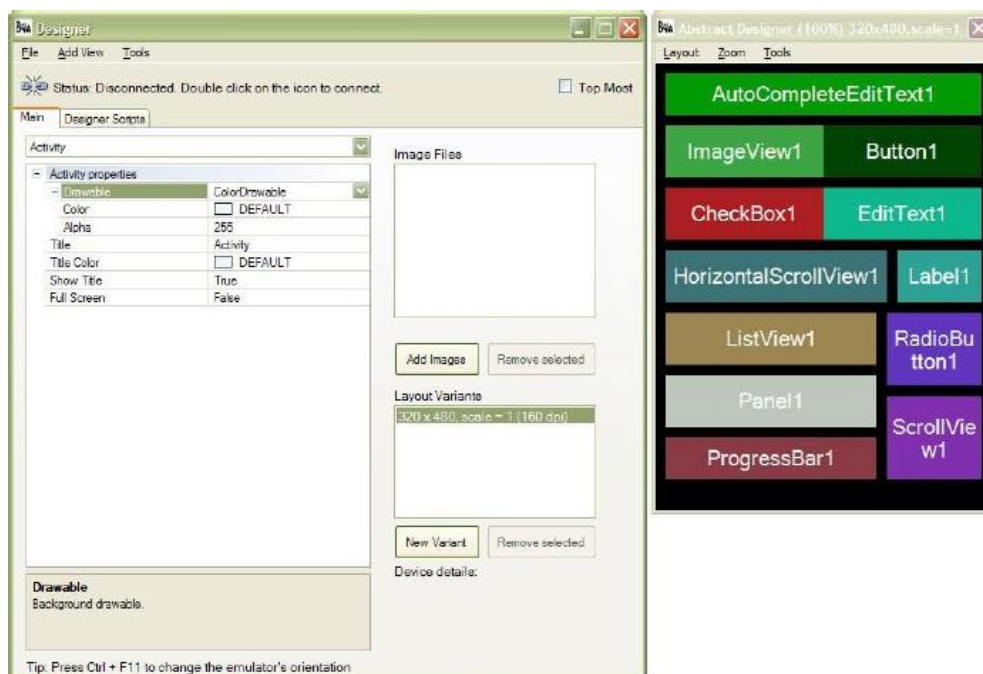 B4A Designer
File Add View Tools
Status: Disconnected. Double click on the icon to connect.
Top Most
Main Designer Scripts
Activity
Activity properties
Drawable ColorDrawable
Color DEFAULT
Alpha 255
Title Activity
Title Color DEFAULT
Show Title True
Full Screen False
Drawable
Background drawable.
Tip: Press Ctrl + F11 to change the emulator's orientation
Image Files
Add Images Remove selected
Layout Variants
320 x 480, scale = 1 (160 dpi)
New Variant Remove selected
Device details:
B4A Abstract Designer (100%) 320x480, scale=1
Layout Zoom Tools
AutoCompleteEditText1
ImageView1 Button1
CheckBox1 EditText1
HorizontalScrollView1 Label1
ListView1
RadioBu
tton1
Panel1
ScrollVie
w1
ProgressBar1